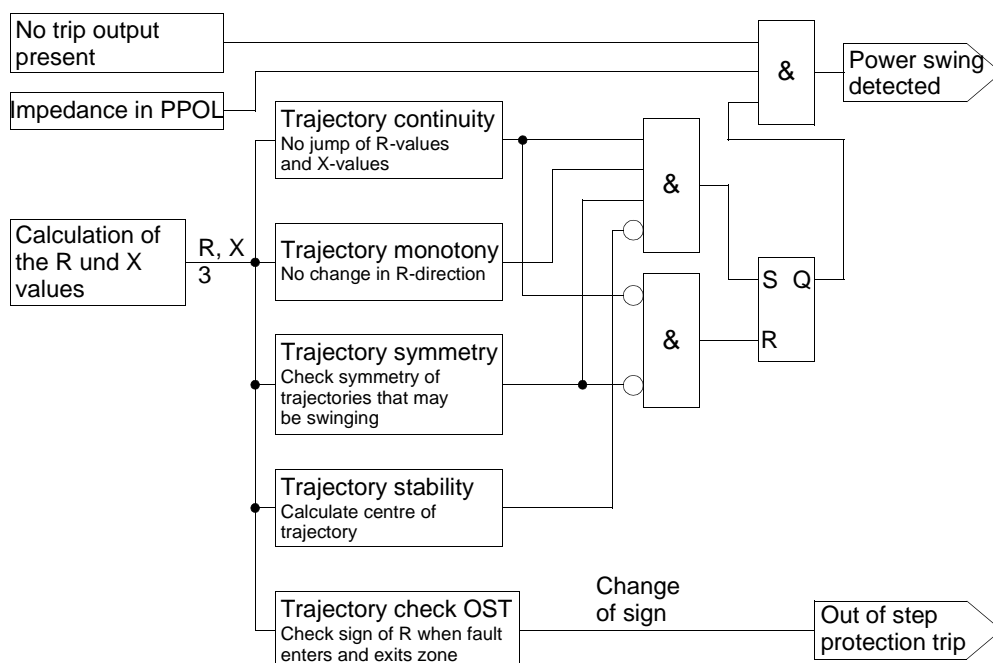 No trip output
present
Impedance in PPOL
Calculation of
the R und X
values
R, X
3
Trajectory continuity
No jump of R-values
and X-values
Trajectory monotony
No change in R-direction
Trajectory symmetry
Check symmetry of
trajectories that may
be swinging
Trajectory stability
Calculate centre of
trajectory
Trajectory check OST
Check sign of R when fault
enters and exits zone
&
&
&
S Q
R
Power swing
detected
Change
of sign
Out of step
protection trip